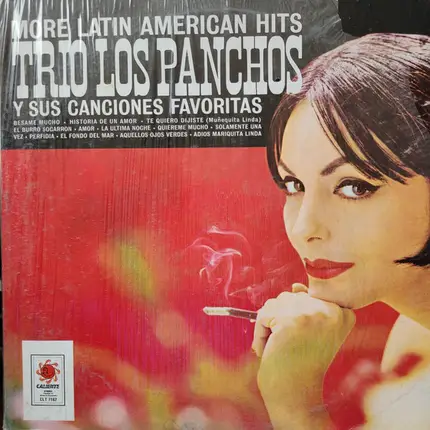 MORE LATIN AMERICAN HITS
TRIO LOS PANCHOS
Y SUS CANCIONES FAVORITAS
BESAME MUCHO • HISTORIA DE UN AMOR • TE QUIERO DIJISTE (Muñequita Linda)
EL BURRO SOCARRON • AMOR • LA ULTIMA NOCHE • QUIEREME MUCHO • SOLAMENTE UNA
VEZ • PERFIDIA • EL FONDO DEL MAR • AQUELLOS OJOS VERDES • ADIOS MARIQUITA LINDA
CALIENTE
CLT 7187